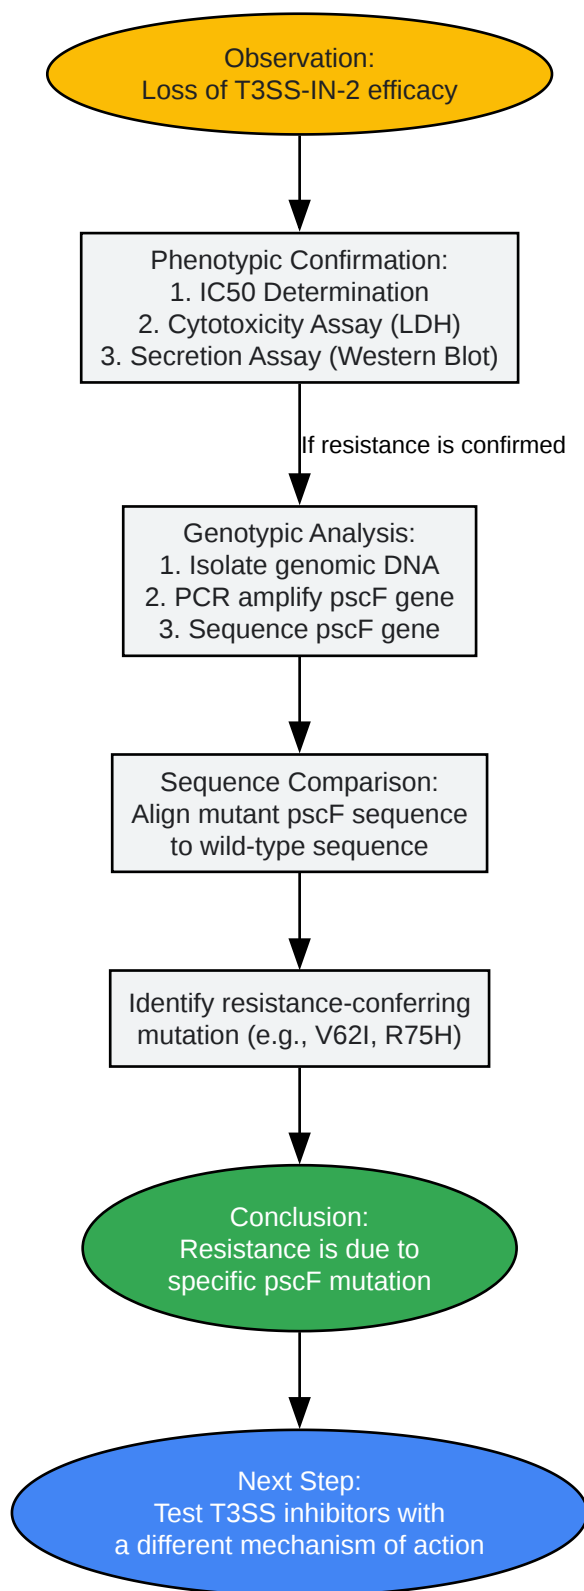 Observation:
Loss of T3SS-IN-2 efficacy
Phenotypic Confirmation:
1. IC50 Determination
2. Cytotoxicity Assay (LDH)
3. Secretion Assay (Western Blot)
If resistance is confirmed
Genotypic Analysis:
1. Isolate genomic DNA
2. PCR amplify pscF gene
3. Sequence pscF gene
Sequence Comparison:
Align mutant pscF sequence
to wild-type sequence
Identify resistance-conferring
mutation (e.g., V62I, R75H)
Conclusion:
Resistance is due to
specific pscF mutation
Next Step:
Test T3SS inhibitors with
a different mechanism of action